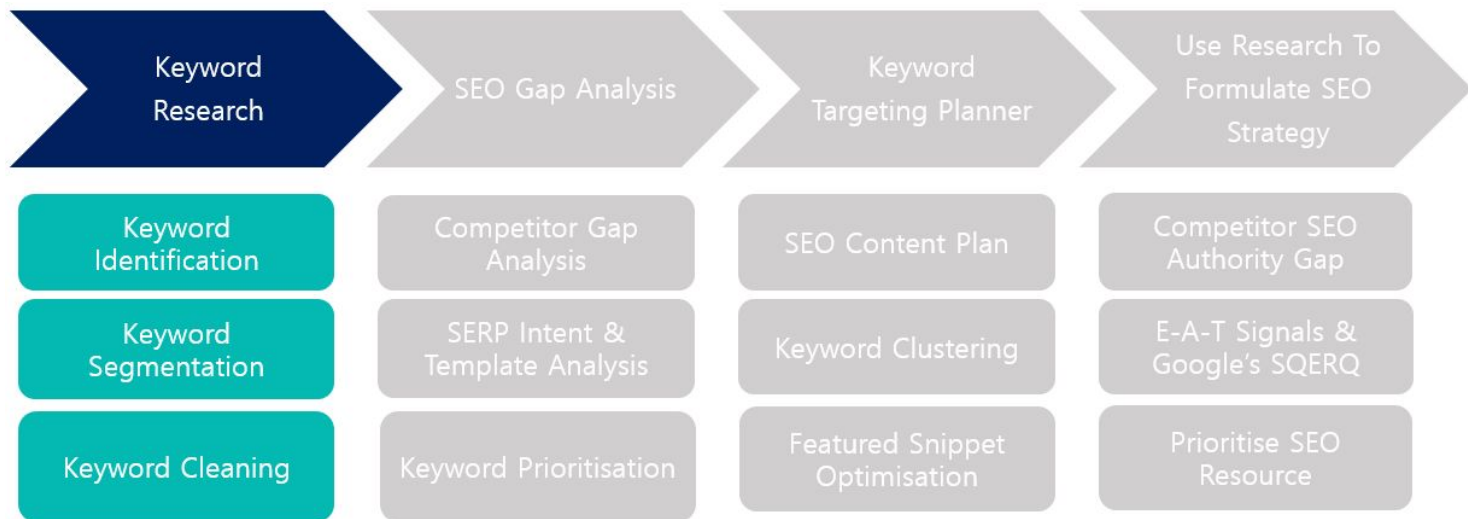 Keyword
Research
SEO Gap Analysis
Keyword
Targeting Planner
Use Research To
Formulate SEO
Strategy
Keyword
Identification
Competitor Gap
Analysis
SEO Content Plan
Competitor SEO
Authority Gap
Keyword
Segmentation
SERP Intent &
Template Analysis
Keyword Clustering
E-A-T Signals &
Google's SQERQ
Keyword Cleaning
Keyword Prioritisation
Featured Snippet
Optimisation
Prioritise SEO
Resource